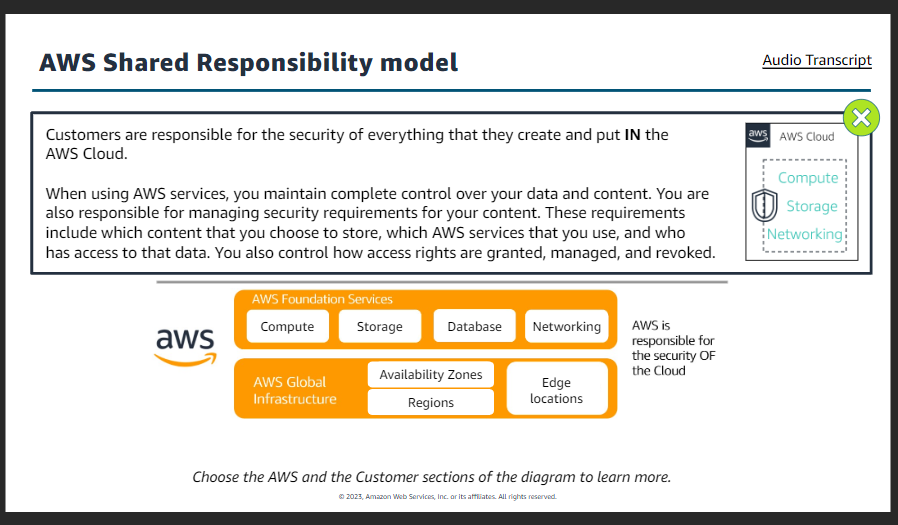 AWS Shared Responsibility model
Audio Transcript
Customers are responsible for the security of everything that they create and put IN the
AWS Cloud.
When using AWS services, you maintain complete control over your data and content. You are
also responsible for managing security requirements for your content. These requirements
include which content that you choose to store, which AWS services that you use, and who
has access to that data. You also control how access rights are granted, managed, and revoked.
aws
AWS Cloud
Compute
Storage
Networking
aws
AWS Foundation Services
Compute
Storage
Database
Networking
AWS Global
Infrastructure
Availability Zones
Regions
Edge
locations
AWS is
responsible for
the security OF
the Cloud
Choose the AWS and the Customer sections of the diagram to learn more.
© 2023, Amazon Web Services, Inc. or its affiliates. All rights reserved.